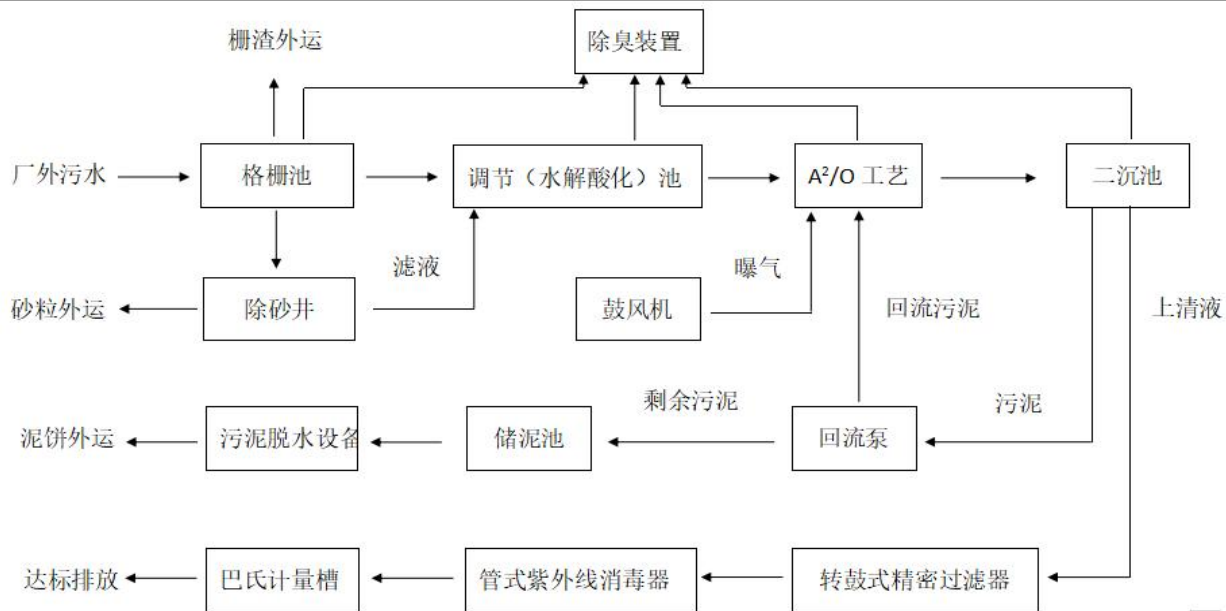 栅渣外运
除臭装置
厂外污水
格栅池
调节（水解酸化）池
A²/O 工艺
二沉池
滤液
曝气
砂粒外运
除砂井
鼓风机
回流污泥
上清液
剩余污泥
污泥
泥饼外运
污泥脱水设备
储泥池
回流泵
达标排放
巴氏计量槽
管式紫外线消毒器
转鼓式精密过滤器